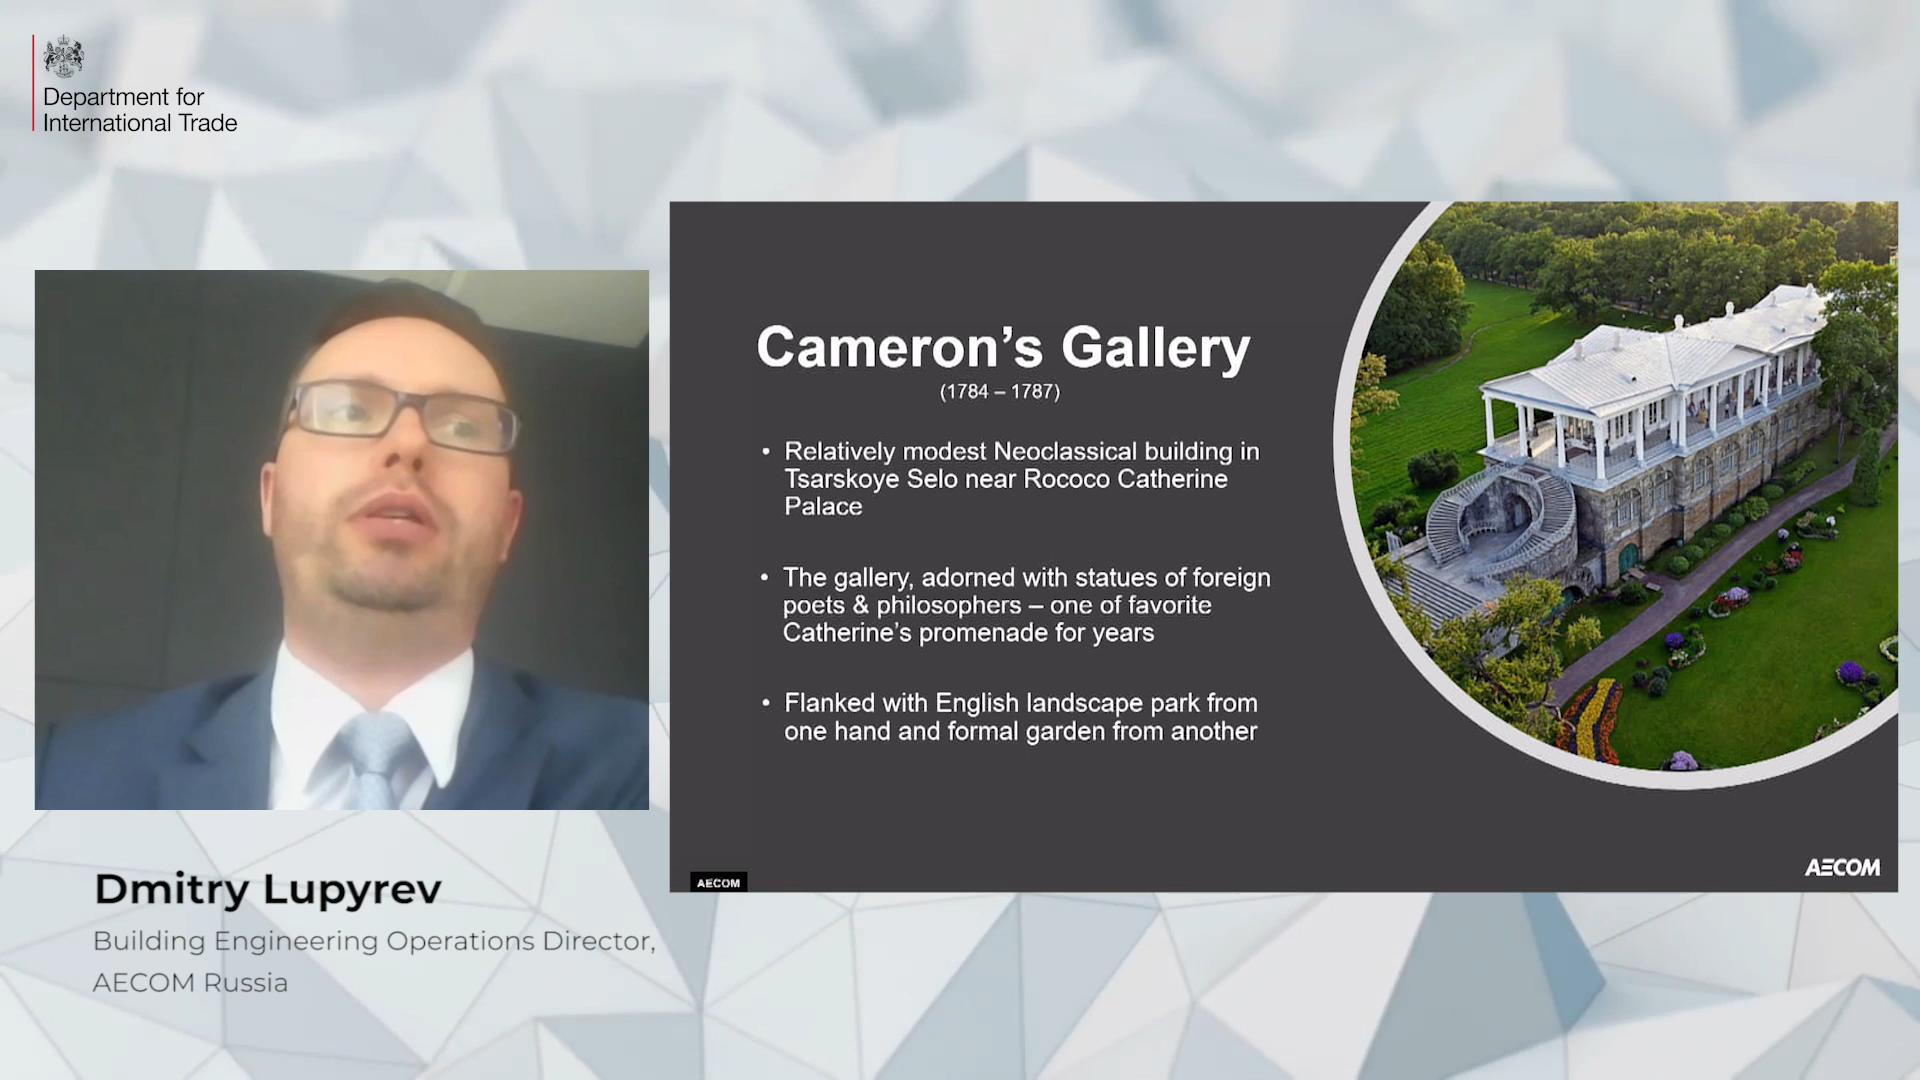 Department for
International Trade
Cameron’s Gallery
(1784 – 1787)
• Relatively modest Neoclassical building in
Tsarskoye Selo near Rococo Catherine
Palace
• The gallery, adorned with statues of foreign
poets & philosophers – one of favorite
Catherine’s promenade for years
• Flanked with English landscape park from
one hand and formal garden from another
AECOM
AECOM
Dmitry Lupyrev
Building Engineering Operations Director,
AECOM Russia